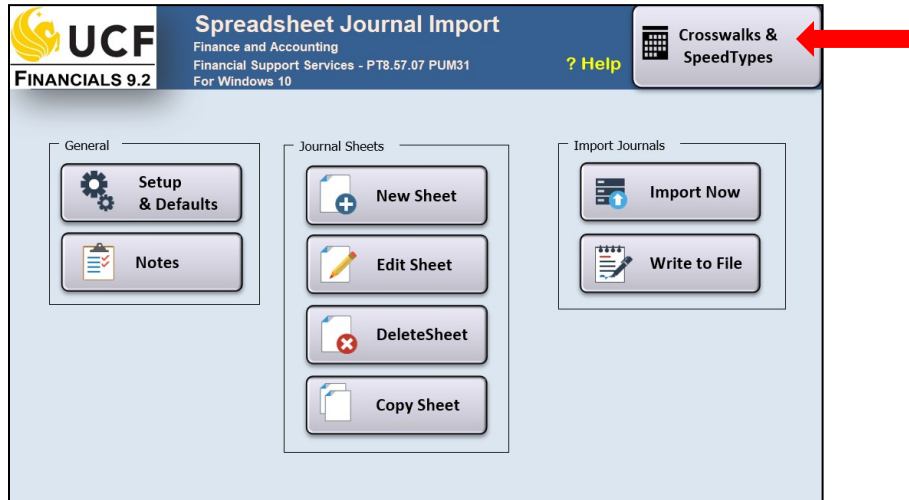 UCF
FINANCIALS 9.2
Spreadsheet Journal Import
Finance and Accounting
Financial Support Services - PT8.57.07 PUM31
For Windows 10
? Help
Crosswalks &
SpeedTypes
General
Setup
& Defaults
Notes
Journal Sheets
New Sheet
Edit Sheet
DeleteSheet
Copy Sheet
Import Journals
Import Now
Write to File